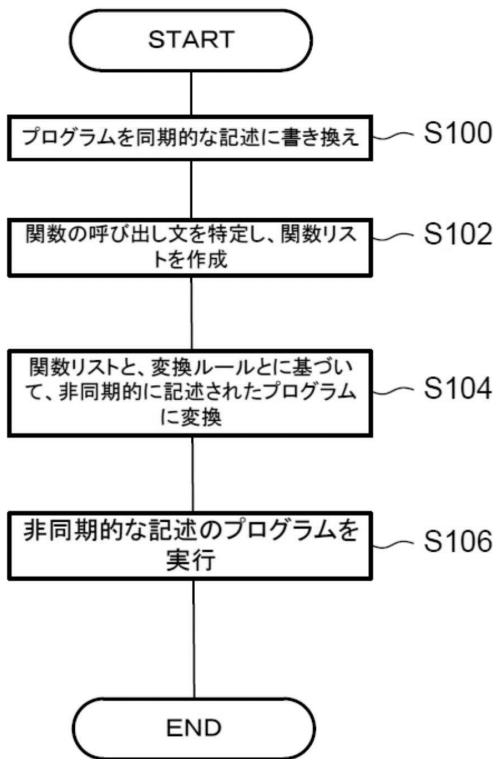 START
プログラムを同期的な記述に書き換え
S100
関数の呼び出し文を特定し、関数リス
トを作成
S102
関数リストと、変換ルールとに基づい
て、非同期的に記述されたプログラム
に変換
S104
非同期的な記述のプログラムを
実行
S106
END